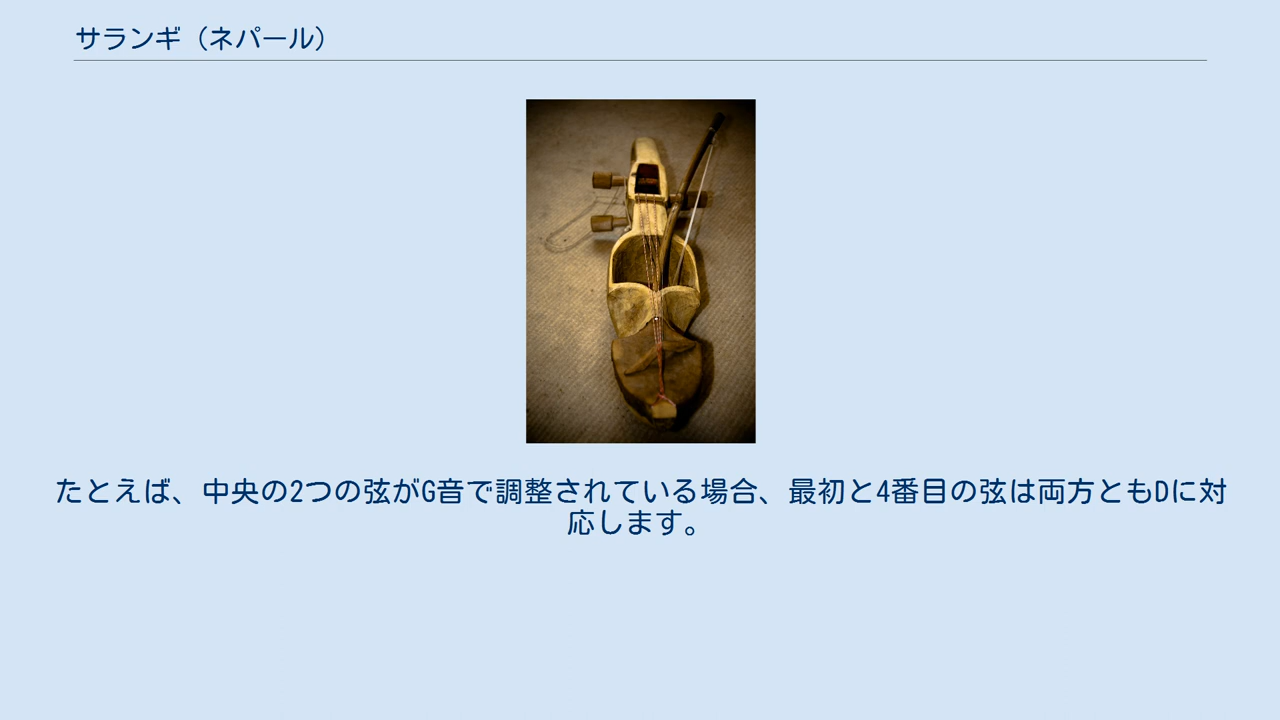 サランギ（ネパール）
たとえば、中央の2つの弦がG音で調整されている場合、最初と4番目の弦は両方ともDに対
応します。